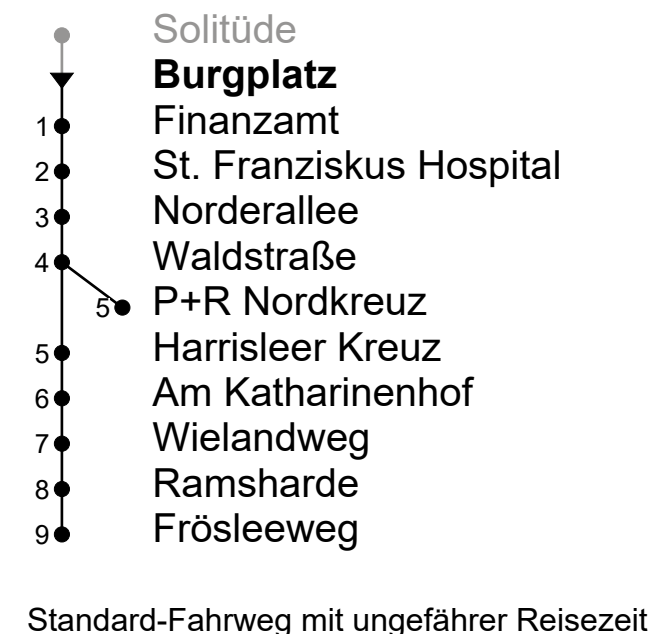 Solitüde
Burgplatz
1 Finanzamt
2 St. Franziskus Hospital
3 Norderallee
4 Waldstraße
5 P+R Nordkreuz
5 Harrisleer Kreuz
6 Am Katharinenhof
7 Wielandweg
8 Ramsharde
9 Frösleeweg
Standard-Fahrweg mit ungefährer Reisezeit